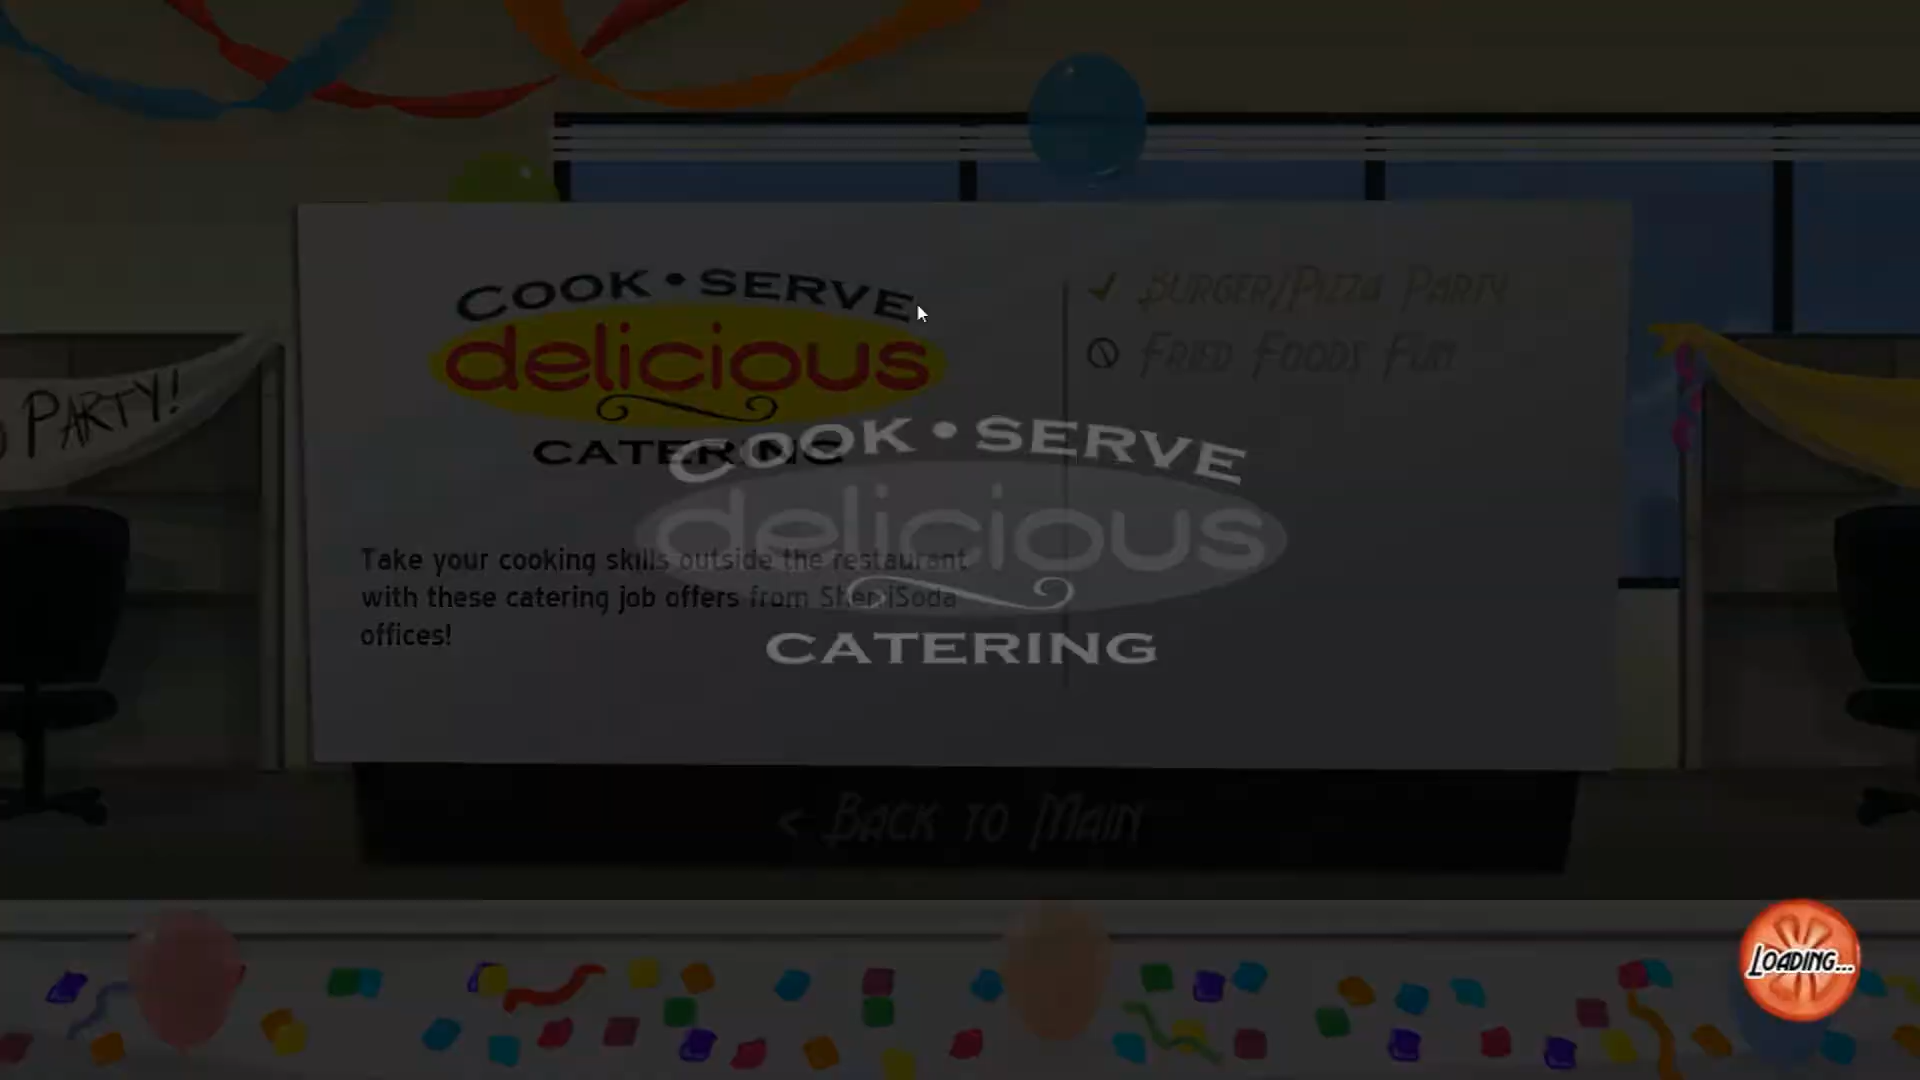 PARTY!
COOK • SERVE
delicious
CATERING
Take your cooking skills outside the restaurant
with these catering job offers from SherriSoda
offices!
BURGER/PIZZA PARTY
FRIED FOODS FUN
COOK • SERVE
delicious
CATERING
< BACK TO MAIN
LOADING...